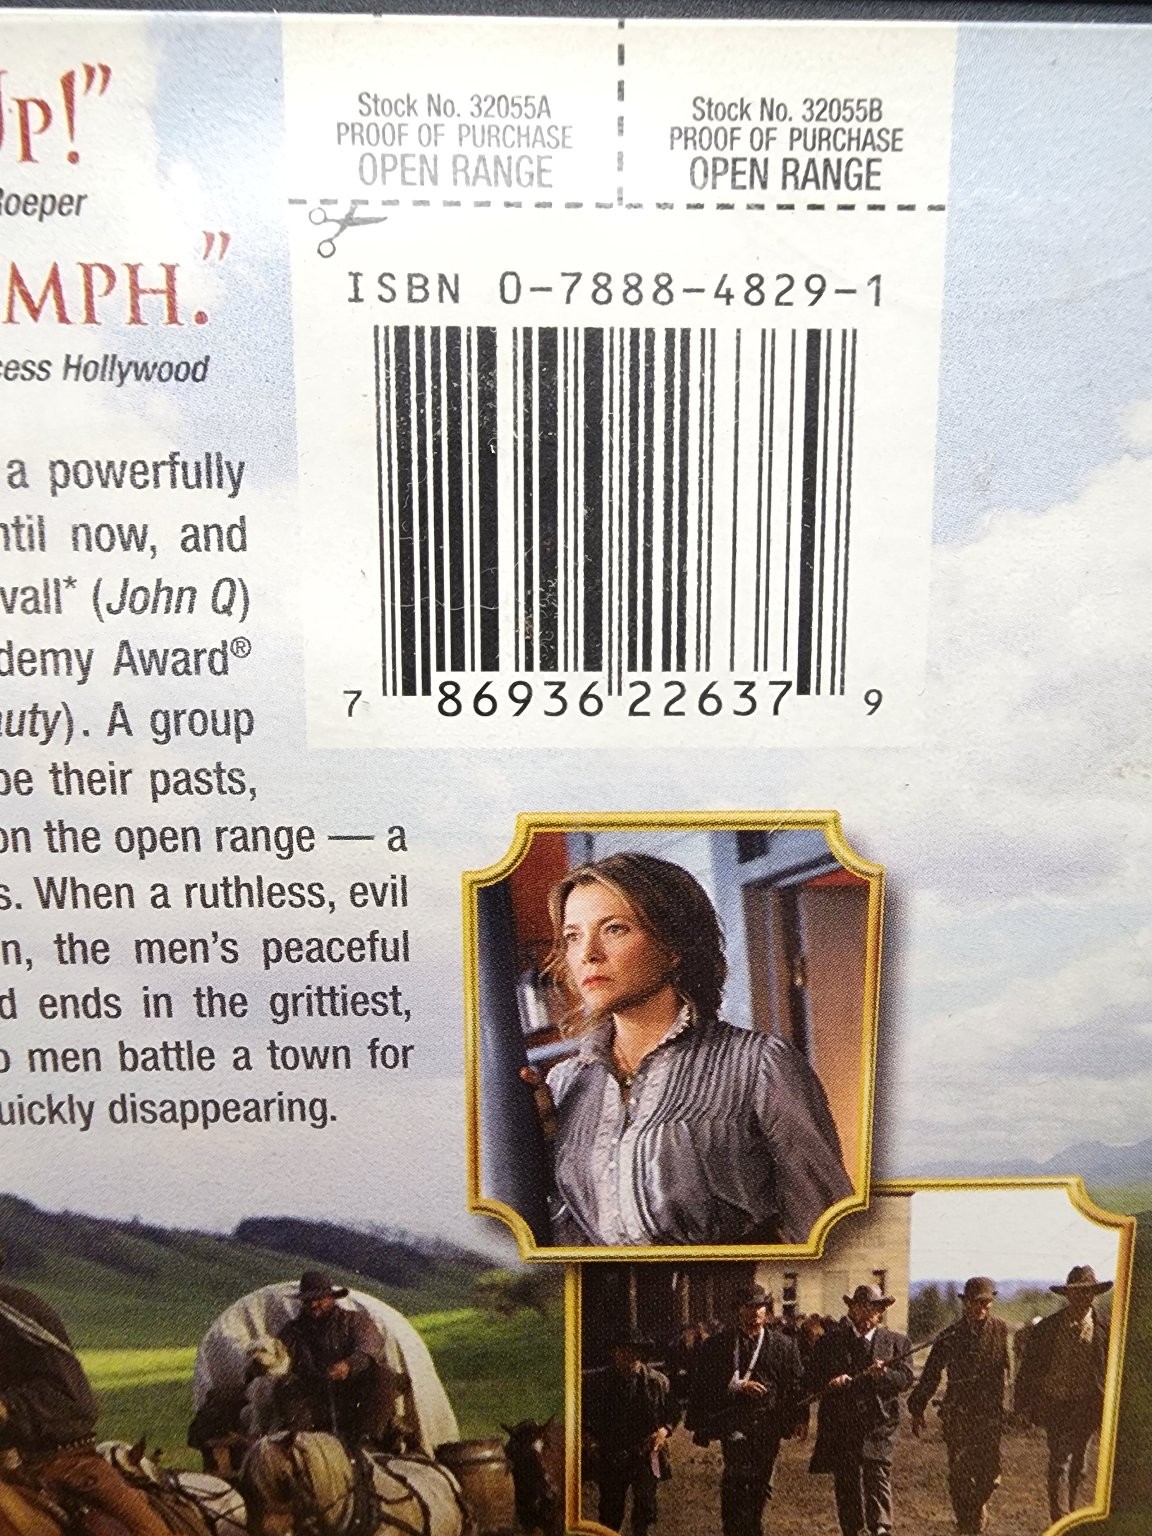 Up!”
Roeper
MPH.”
cess Hollywood
Stock No. 32055A
PROOF OF PURCHASE
OPEN RANGE
Stock No. 32055B
PROOF OF PURCHASE
OPEN RANGE
ISBN 0-7888-4829-1
7 86936 22637 9
a powerfully
ntil now, and
vall* (John Q)
demy Award®
auty). A group
pe their pasts,
on the open range — a
s. When a ruthless, evil
n, the men’s peaceful
d ends in the grittiest,
o men battle a town for
uickly disappearing.